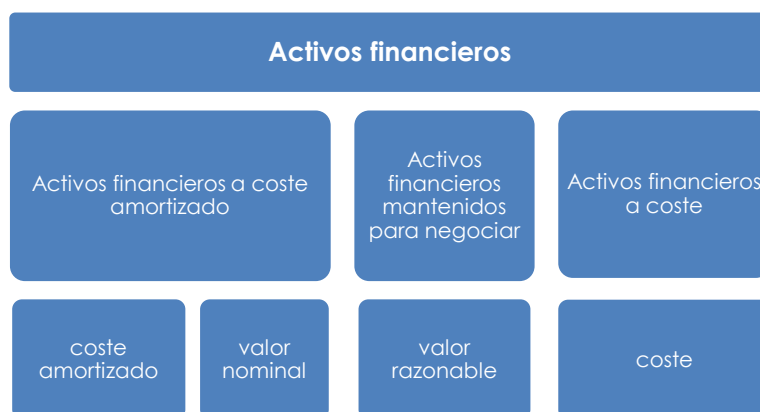 Activos financieros
Activos financieros a coste
amortizado
Activos
financieros
mantenidos
para negociar
Activos financieros
a coste
coste
amortizado
valor
nominal
valor
razonable
coste